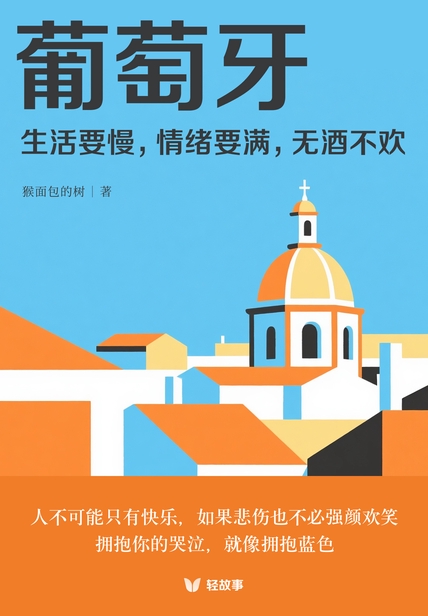 葡萄牙
生活要慢，情绪要满，无酒不欢
猴面包的树｜著
人不可能只有快乐，如果悲伤也不必强颜欢笑
拥抱你的哭泣，就像拥抱蓝色
轻故事